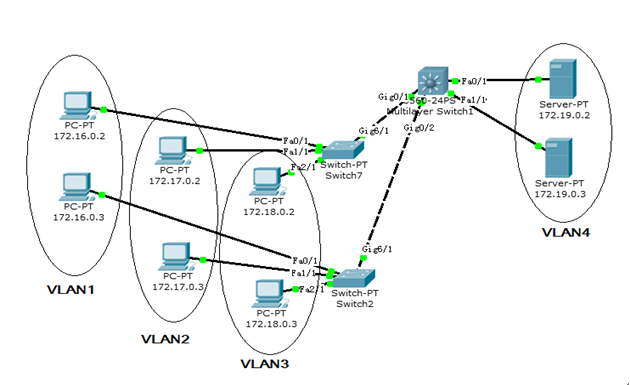 PC-PT
172.16.0.2
PC-PT
172.16.0.3
VLAN1
PC-PT
172.17.0.2
PC-PT
172.17.0.3
VLAN2
PC-PT
172.18.0.2
PC-PT
172.18.0.3
VLAN3
Fa0/1
Fa1/1
Fa2/1
Gig6/1
Switch-PT
Switch7
Fa0/1
Fa1/1
Fa2/1
Gig6/1
Switch-PT
Switch2
Gig0/1
Gig0/2
Fa0/1
Fa1/1
3560-24PS
Multilayer Switch1
Server-PT
172.19.0.2
Server-PT
172.19.0.3
VLAN4